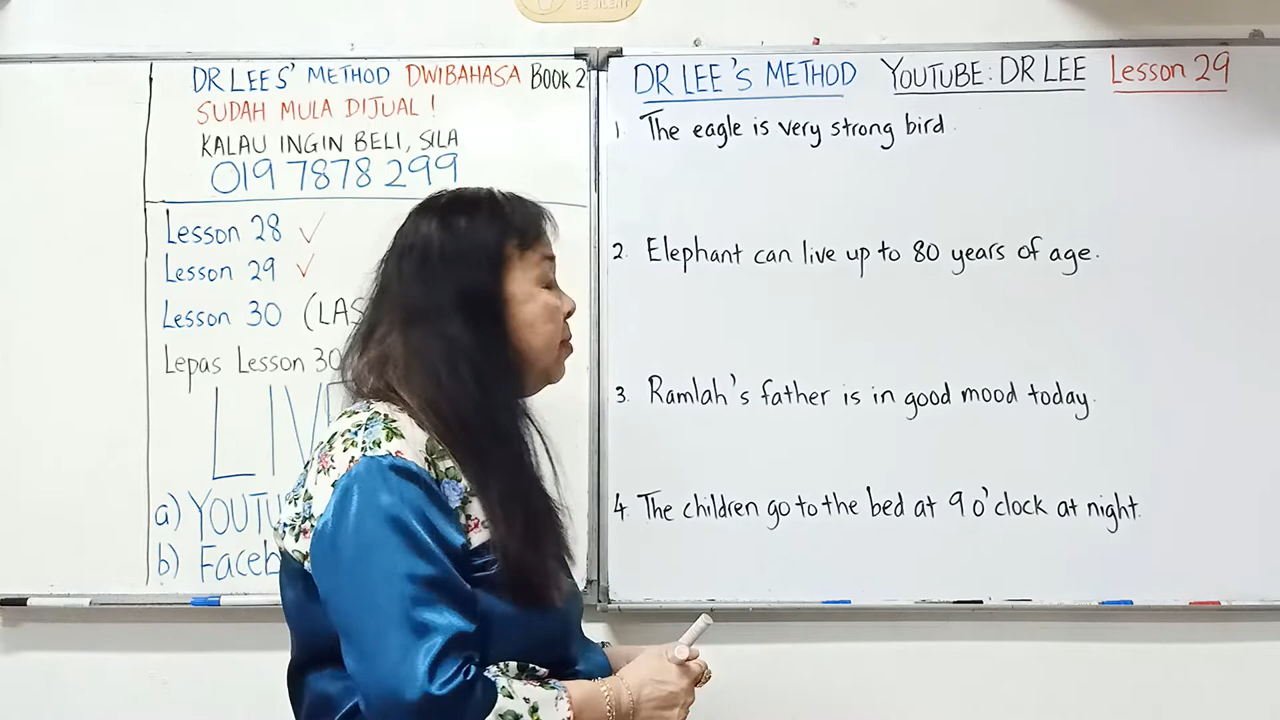 BE SILENT
DR LEES' METHOD DWIBAHASA BOOK 2
SUDAH MULA DIJUAL !
KALAU INGIN BELI, SILA
019 7878 299
Lesson 28 ✓
Lesson 29 ✓
Lesson 30
Lepas Lesson 30
LIV
a) YOUTU
b) Faceb
DR LEE'S METHOD YOUTUBE: DR LEE Lesson 29
1. The eagle is very strong bird.
2. Elephant can live up to 80 years of age.
3. Ramlah's father is in good mood today.
4. The children go to the bed at 9 o'clock at night.